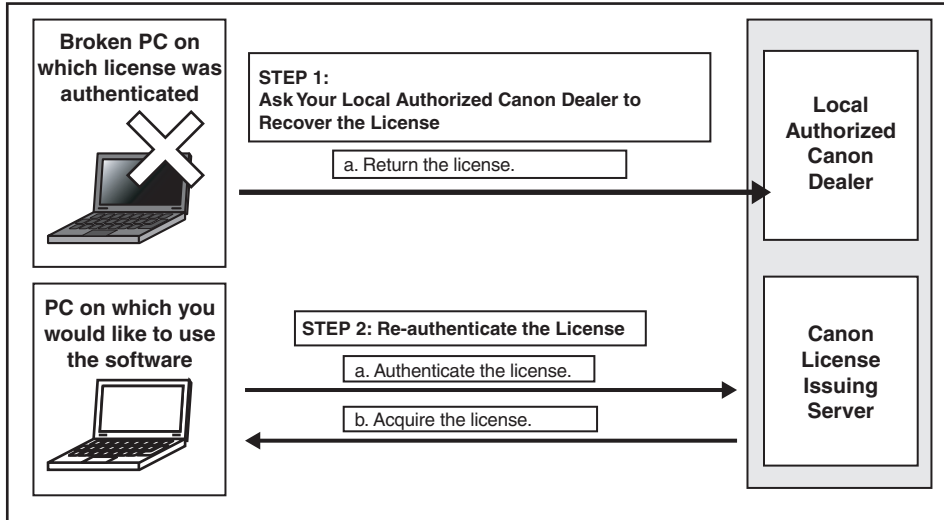 Broken PC on
which license was
authenticated
STEP 1:
Ask Your Local Authorized Canon Dealer to
Recover the License
a. Return the license.
Local
Authorized
Canon
Dealer
PC on which you
would like to use
the software
STEP 2: Re-authenticate the License
a. Authenticate the license.
b. Acquire the license.
Canon
License
Issuing
Server